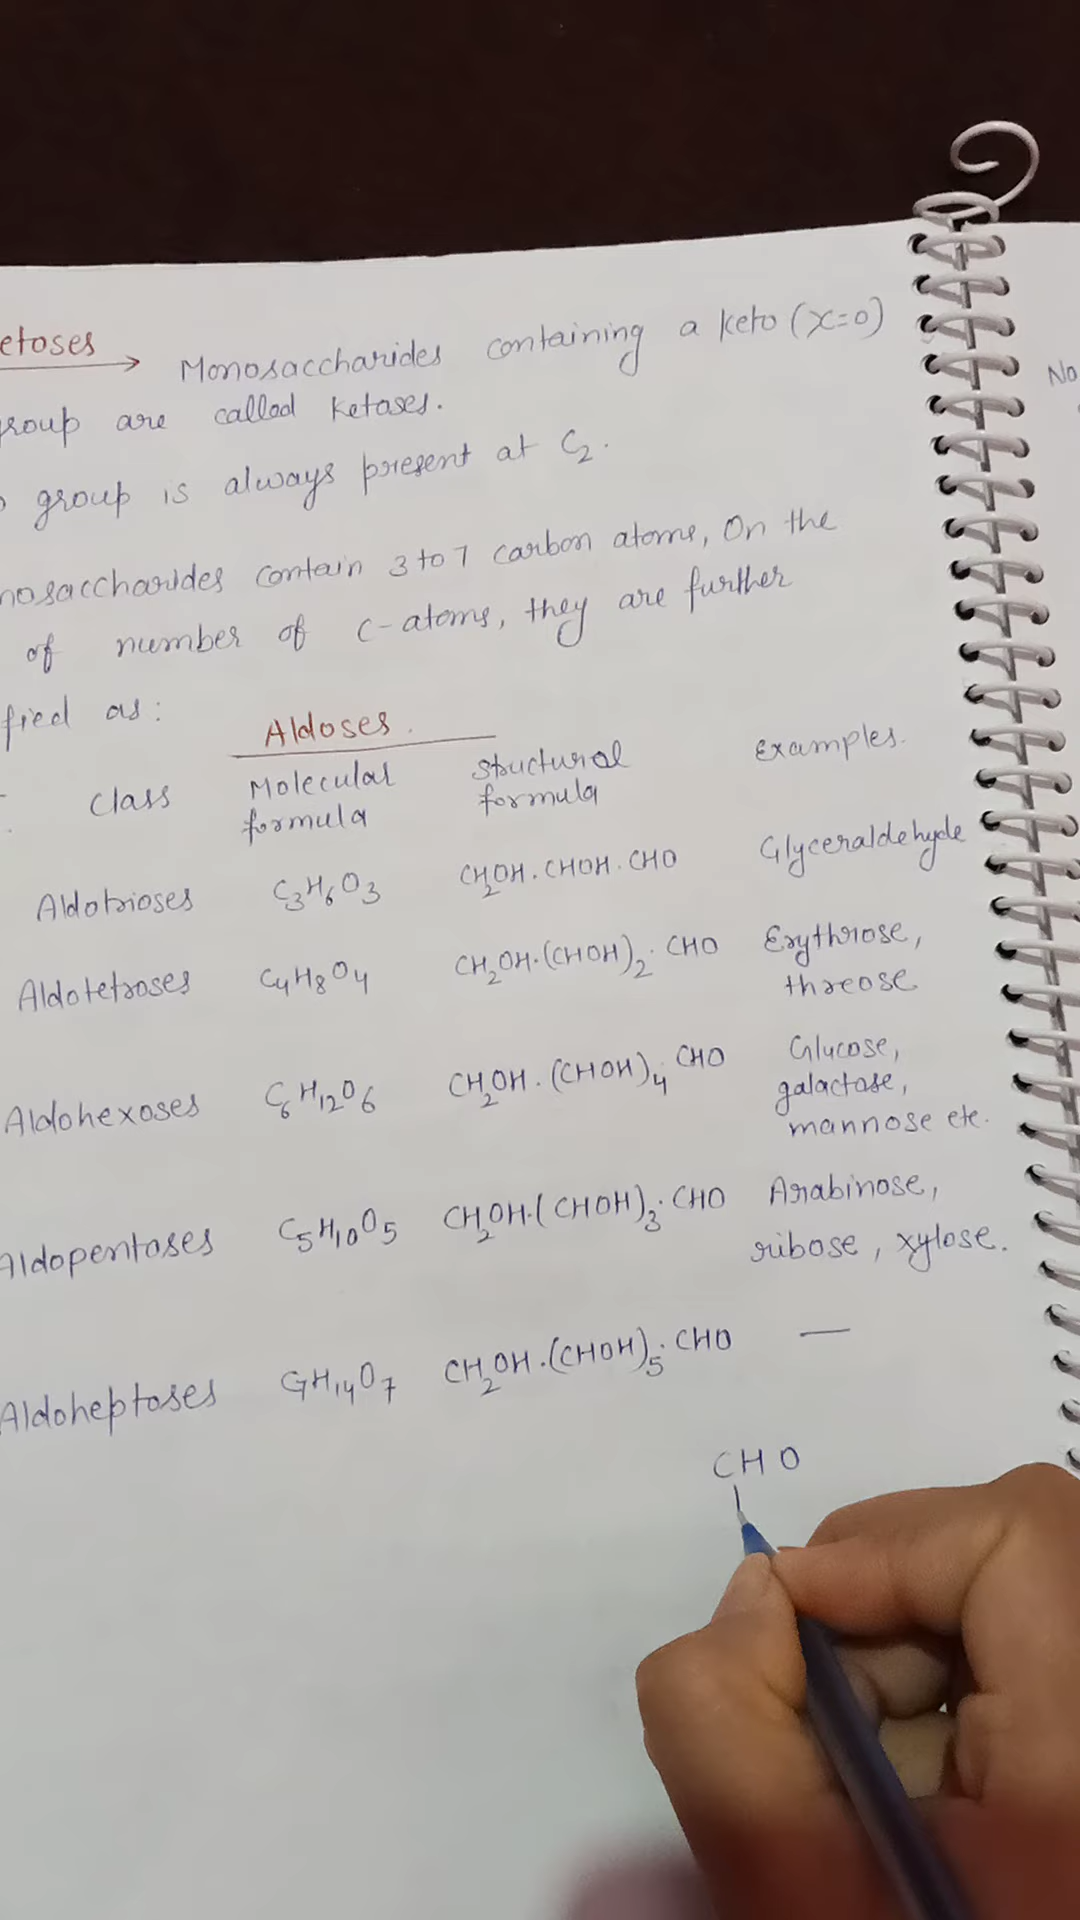 etoses → Monosaccharides containing a keto (>C=O)
group are called ketoses.
group is always present at C2.
nosaccharides contain 3 to 7 carbon atoms, On the
of number of C-atoms, they are further
fied as:
Aldoses.
Class Molecular formula Structural formula Examples.
Aldotrioses C3H6O3 CH2OH.CHOH.CHO Glyceraldehyde
Aldotetroses C4H8O4 CH2OH.(CHOH)2.CHO Erythrose,
threose
Aldohexoses C6H12O6 CH2OH.(CHOH)4 CHO Glucose,
galactose,
mannose etc.
Aldopentoses C5H10O5 CH2OH.(CHOH)3.CHO Arabinose,
ribose, xylose.
Aldoheptoses C7H14O7 CH2OH.(CHOH)5.CHO —
CHO
No